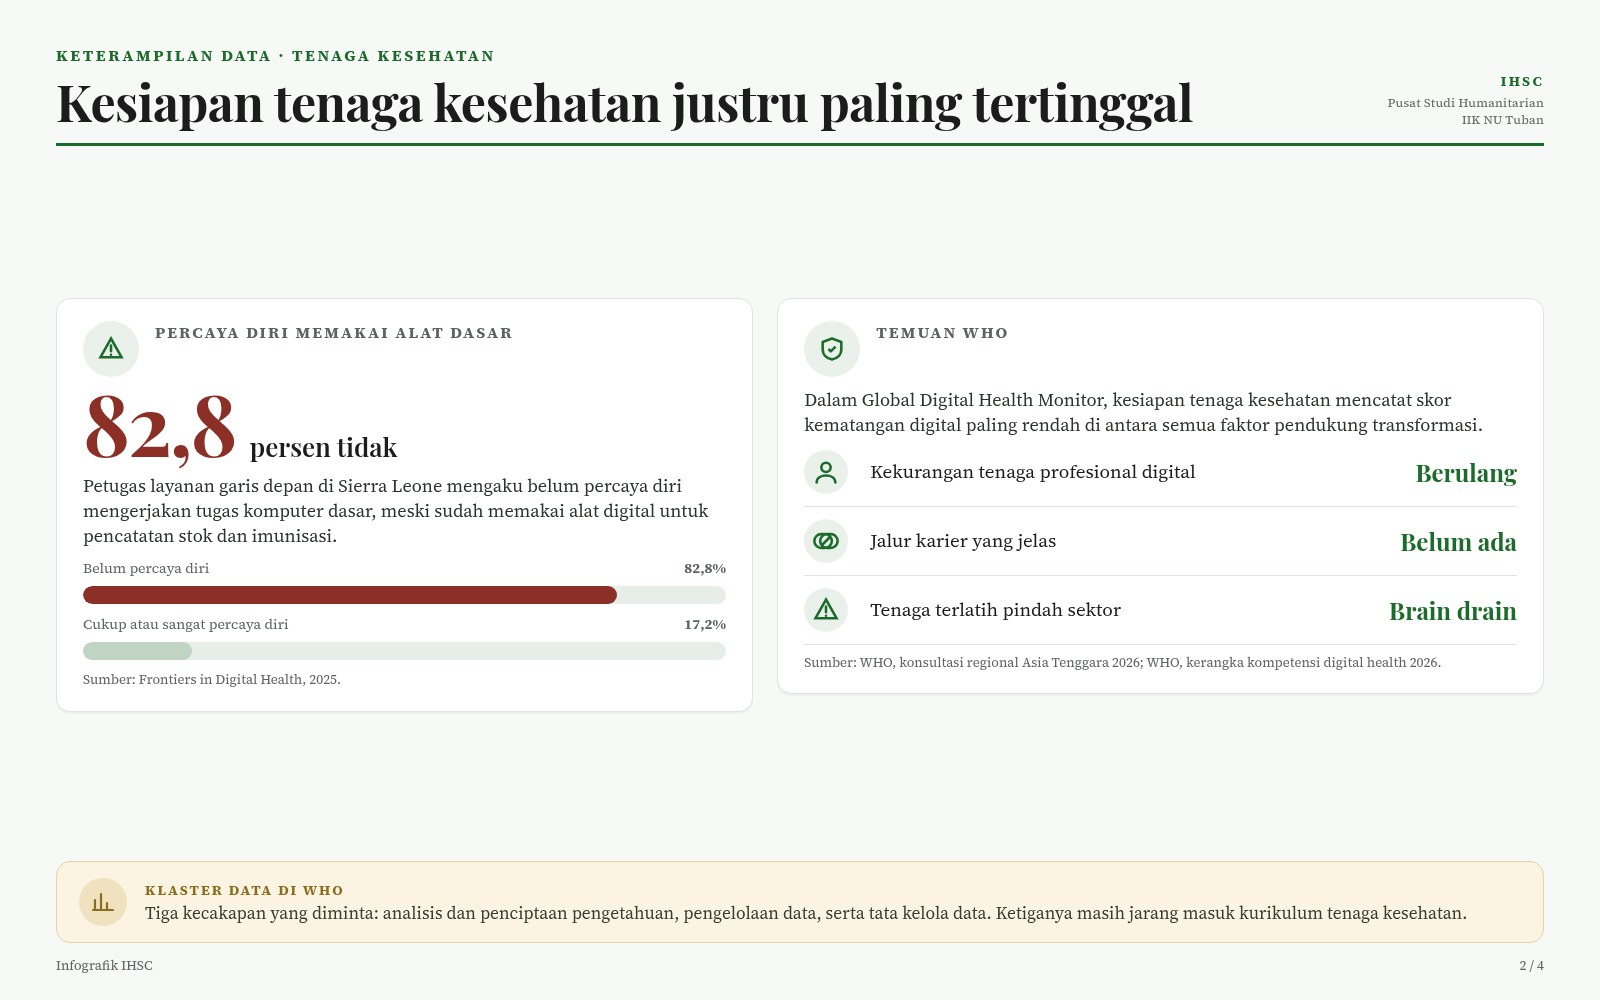 KETERAMPILAN DATA · TENAGA KESEHATAN
Kesiapan tenaga kesehatan justru paling tertinggal
IHSC
Pusat Studi Humanitarian
IIK NU Tuban
PERCAYA DIRI MEMAKAI ALAT DASAR
82,8 persen tidak
Petugas layanan garis depan di Sierra Leone mengaku belum percaya diri
mengerjakan tugas komputer dasar, meski sudah memakai alat digital untuk
pencatatan stok dan imunisasi.
Belum percaya diri 82,8%
Cukup atau sangat percaya diri 17,2%
Sumber: Frontiers in Digital Health, 2025.
TEMUAN WHO
Dalam Global Digital Health Monitor, kesiapan tenaga kesehatan mencatat skor
kematangan digital paling rendah di antara semua faktor pendukung transformasi.
Kekurangan tenaga profesional digital Berulang
Jalur karier yang jelas Belum ada
Tenaga terlatih pindah sektor Brain drain
Sumber: WHO, konsultasi regional Asia Tenggara 2026; WHO, kerangka kompetensi digital health 2026.
KLASTER DATA DI WHO
Tiga kecakapan yang diminta: analisis dan penciptaan pengetahuan, pengelolaan data, serta tata kelola data. Ketiganya masih jarang masuk kurikulum tenaga kesehatan.
Infografik IHSC
2 / 4